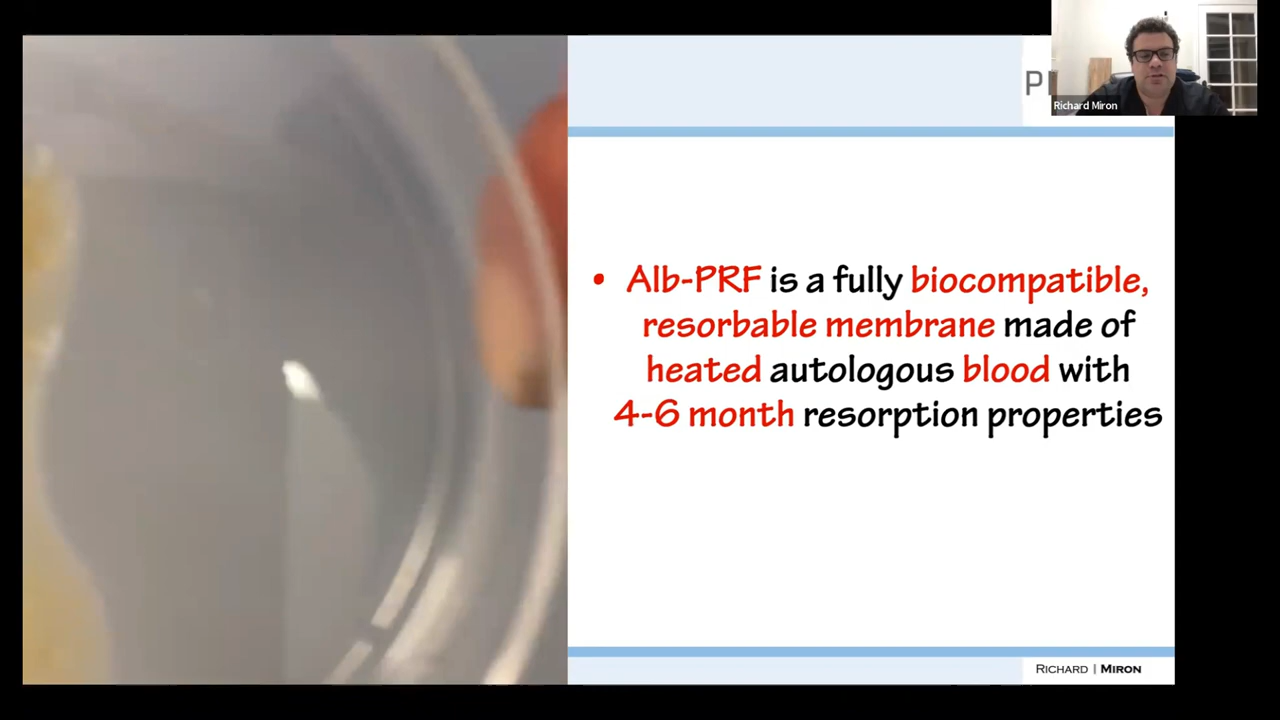 Richard Miron
• Alb-PRF is a fully biocompatible,
resorbable membrane made of
heated autologous blood with
4-6 month resorption properties
RICHARD | MIRON